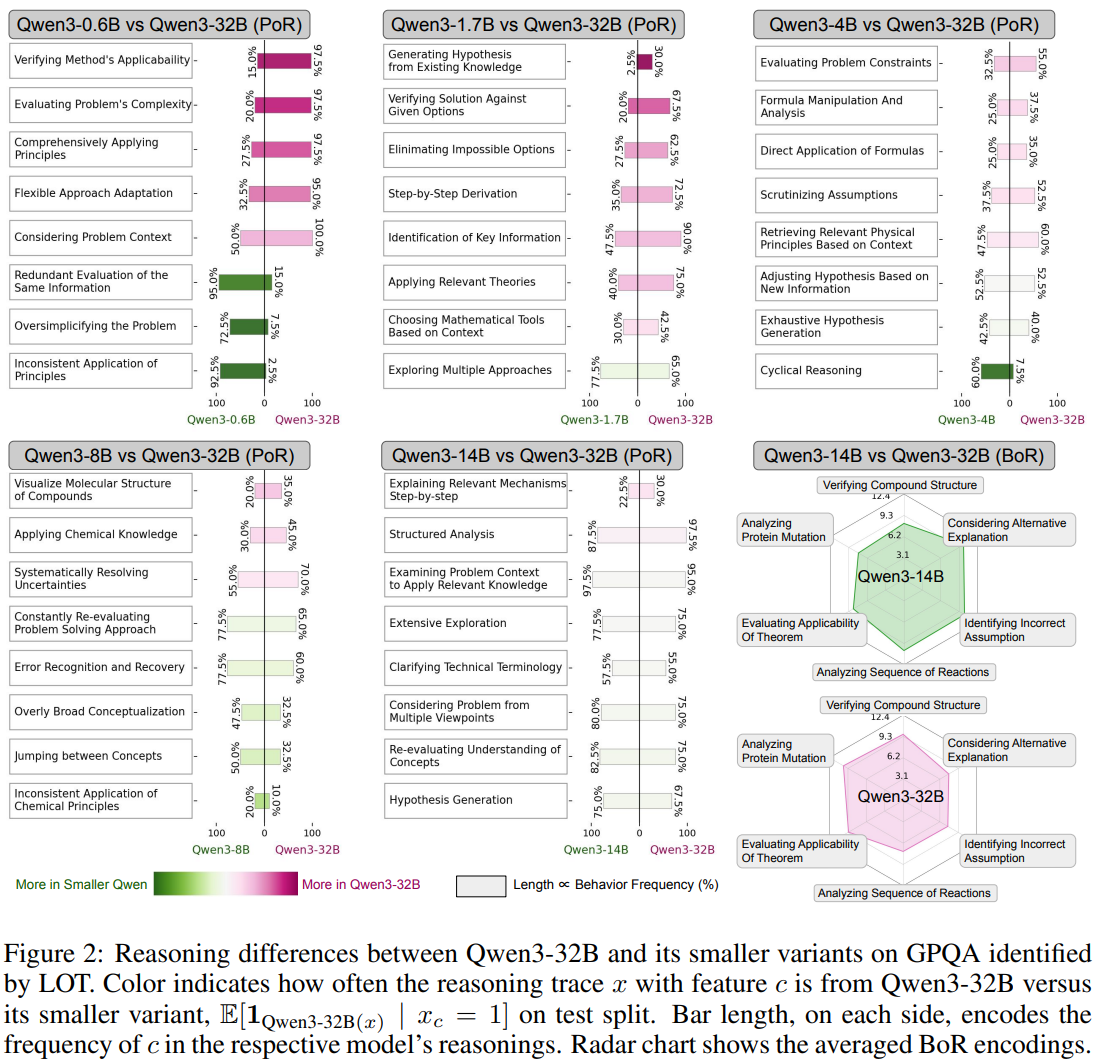 Qwen3-0.6B vs Qwen3-32B (PoR)
Verifying Method's Applicabaility
15.0%
97.5%
Evaluating Problem's Complexity
20.0%
97.5%
Comprehensively Applying
Principles
27.5%
97.5%
Flexible Approach Adaptation
32.5%
95.0%
Considering Problem Context
50.0%
100.0%
Redundant Evaluation of the
Same Information
95.0%
15.0%
Oversimplicifying the Problem
72.5%
7.5%
Inconsistent Application of
Principles
92.5%
2.5%
100 0 100
Qwen3-0.6B Qwen3-32B
Qwen3-1.7B vs Qwen3-32B (PoR)
Generating Hypothesis
from Existing Knowledge
2.5%
30.0%
Verifying Solution Against
Given Options
20.0%
67.5%
Elinimating Impossible Options
27.5%
62.5%
Step-by-Step Derivation
35.0%
72.5%
Identification of Key Information
47.5%
90.0%
Applying Relevant Theories
40.0%
75.0%
Choosing Mathematical Tools
Based on Context
30.0%
42.5%
Exploring Multiple Approaches
77.5%
65.0%
100 0 100
Qwen3-1.7B Qwen3-32B
Qwen3-4B vs Qwen3-32B (PoR)
Evaluating Problem Constraints
32.5%
55.0%
Formula Manipulation And
Analysis
25.0%
37.5%
Direct Application of Formulas
25.0%
35.0%
Scrutinizing Assumptions
37.5%
52.5%
Retrieving Relevant Physical
Principles Based on Context
47.5%
60.0%
Adjusting Hypothesis Based on
New Information
52.5%
52.5%
Exhaustive Hypothesis
Generation
42.5%
40.0%
Cyclical Reasoning
60.0%
7.5%
100 0 100
Qwen3-4B Qwen3-32B
Qwen3-8B vs Qwen3-32B (PoR)
Visualize Molecular Structure
of Compounds
20.0%
35.0%
Applying Chemical Knowledge
30.0%
45.0%
Systematically Resolving
Uncertainties
55.0%
70.0%
Constantly Re-evaluating
Problem Solving Approach
77.5%
65.0%
Error Recognition and Recovery
77.5%
60.0%
Overly Broad Conceptualization
47.5%
32.5%
Jumping between Concepts
50.0%
32.5%
Inconsistent Application of
Chemical Principles
20.0%
10.0%
100 0 100
Qwen3-8B Qwen3-32B
Qwen3-14B vs Qwen3-32B (PoR)
Explaining Relevant Mechanisms
Step-by-step
22.5%
30.0%
Structured Analysis
87.5%
97.5%
Examining Problem Context
to Apply Relevant Knowledge
97.5%
95.0%
Extensive Exploration
77.5%
75.0%
Clarifying Technical Terminology
57.5%
55.0%
Considering Problem from
Multiple Viewpoints
80.0%
75.0%
Re-evaluating Understanding of
Concepts
82.5%
75.0%
Hypothesis Generation
75.0%
67.5%
100 0 100
Qwen3-14B Qwen3-32B
Qwen3-14B vs Qwen3-32B (BoR)
Verifying Compound Structure
12.4
9.3
6.2
3.1
Analyzing
Protein Mutation
Considering Alternative
Explanation
Qwen3-14B
Evaluating Applicability
Of Theorem
Identifying Incorrect
Assumption
Analyzing Sequence of Reactions
Verifying Compound Structure
12.4
9.3
6.2
3.1
Analyzing
Protein Mutation
Considering Alternative
Explanation
Qwen3-32B
Evaluating Applicability
Of Theorem
Identifying Incorrect
Assumption
Analyzing Sequence of Reactions
More in Smaller Qwen More in Qwen3-32B
Length ∝ Behavior Frequency (%)
Figure 2: Reasoning differences between Qwen3-32B and its smaller variants on GPQA identified
by LOT. Color indicates how often the reasoning trace x with feature c is from Qwen3-32B versus
its smaller variant, 𝔼[𝟏Qwen3-32B(x) | xc = 1] on test split. Bar length, on each side, encodes the
frequency of c in the respective model's reasonings. Radar chart shows the averaged BoR encodings.